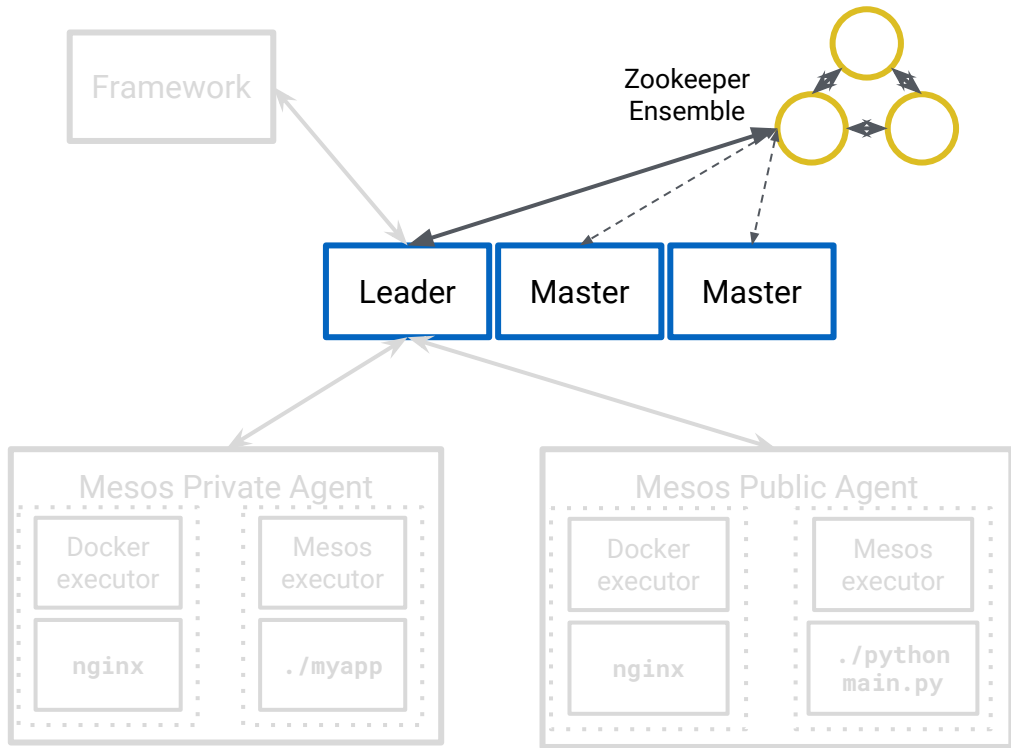 Framework
Zookeeper
Ensemble
Leader
Master
Master
Mesos Private Agent
Docker
executor
Mesos
executor
nginx
./myapp
Mesos Public Agent
Docker
executor
Mesos
executor
nginx
./python
main.py